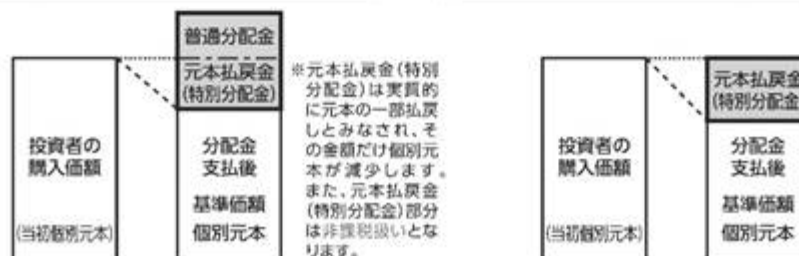 普通分配金
元本払戻金
(特別分配金)
投資者の
購入価額
(当初個別元本)
分配金
支払後
基準価額
個別元本
※元本払戻金(特別
分配金)は実質的
に元本の一部払戻
しとみなされ、そ
の金額だけ個別元
本が減少します。
また、元本払戻金
(特別分配金)部分
は非課税扱いとな
ります。
投資者の
購入価額
(当初個別元本)
元本払戻金
(特別分配金
分配金
支払後
基準価額
個別元本